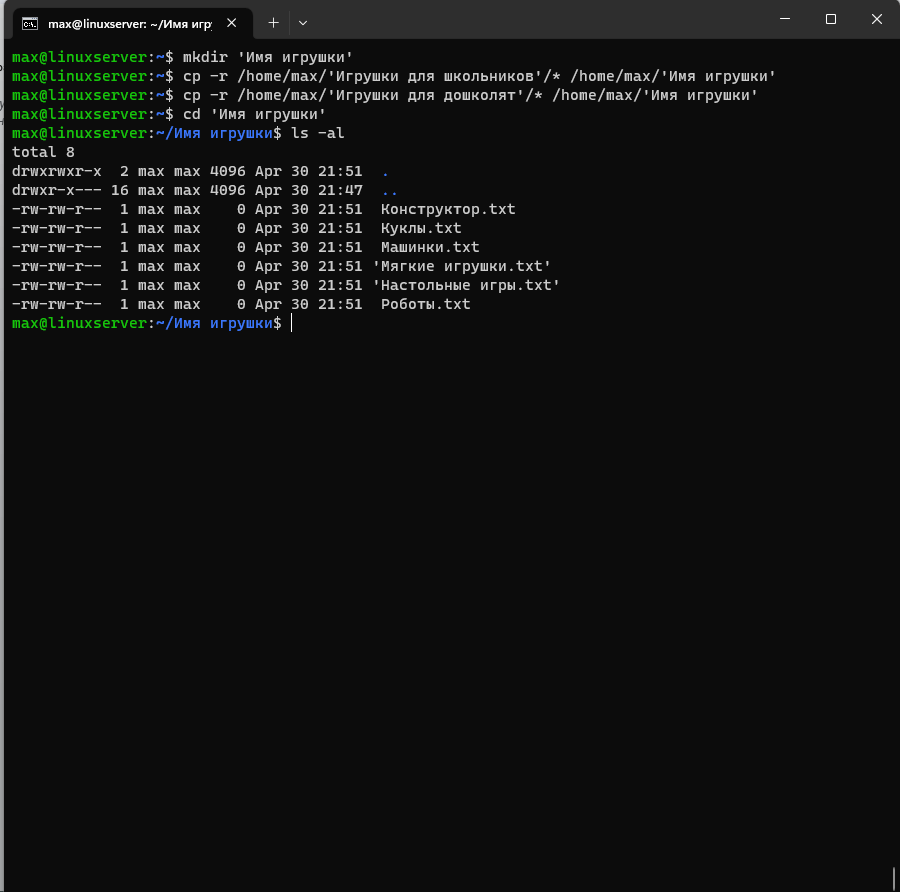 max@linuxserver: ~/Имя игр
max@linuxserver:~$ mkdir 'Имя игрушки'
max@linuxserver:~$ cp -r /home/max/'Игрушки для школьников'/* /home/max/'Имя игрушки'
max@linuxserver:~$ cp -r /home/max/'Игрушки для дошколят'/* /home/max/'Имя игрушки'
max@linuxserver:~$ cd 'Имя игрушки'
max@linuxserver:~/Имя игрушки$ ls -al
total 8
drwxrwxr-x  2 max max 4096 Apr 30 21:51  .
drwxr-x--- 16 max max 4096 Apr 30 21:47  ..
-rw-rw-r--  1 max max    0 Apr 30 21:51  Конструктор.txt
-rw-rw-r--  1 max max    0 Apr 30 21:51  Куклы.txt
-rw-rw-r--  1 max max    0 Apr 30 21:51  Машинки.txt
-rw-rw-r--  1 max max    0 Apr 30 21:51 'Мягкие игрушки.txt'
-rw-rw-r--  1 max max    0 Apr 30 21:51 'Настольные игры.txt'
-rw-rw-r--  1 max max    0 Apr 30 21:51  Роботы.txt
max@linuxserver:~/Имя игрушки$